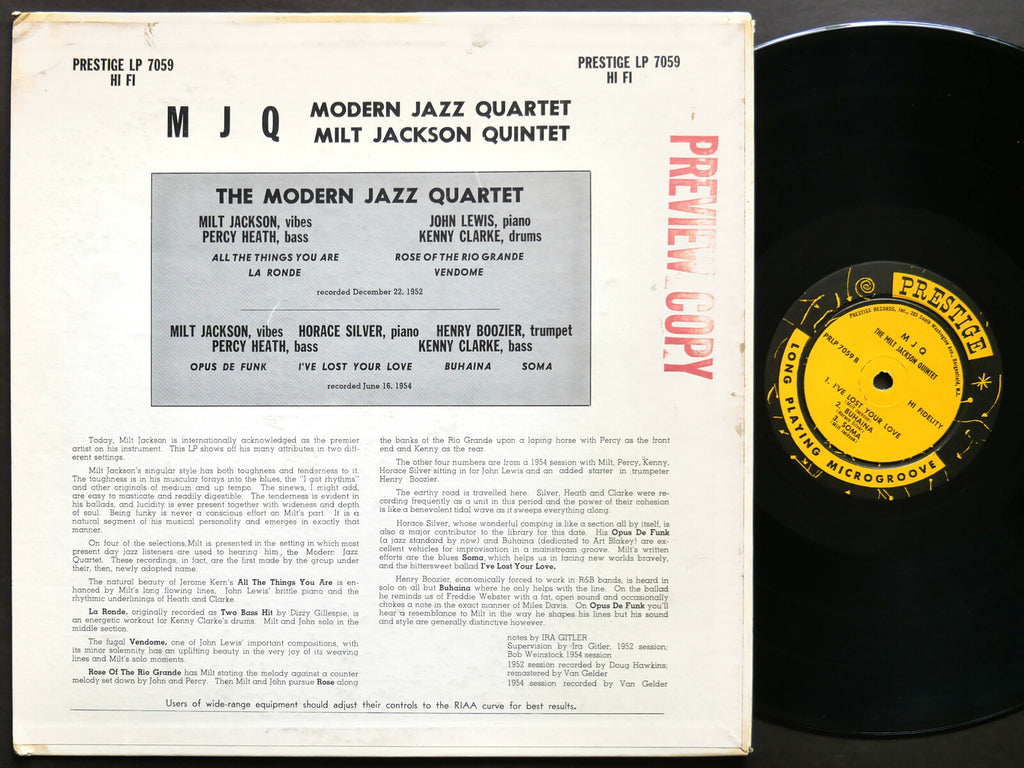 PRESTIGE LP 7059
HI FI
PRESTIGE LP 7059
HI FI
M J Q
MODERN JAZZ QUARTET
MILT JACKSON QUINTET
PREVIEW COPY
THE MODERN JAZZ QUARTET
MILT JACKSON, vibes JOHN LEWIS, piano
PERCY HEATH, bass KENNY CLARKE, drums
ALL THE THINGS YOU ARE ROSE OF THE RIO GRANDE
LA RONDE VENDOME
recorded December 22, 1952
MILT JACKSON, vibes HORACE SILVER, piano HENRY BOOZIER, trumpet
PERCY HEATH, bass KENNY CLARKE, bass
OPUS DE FUNK I'VE LOST YOUR LOVE BUHAINA SOMA
recorded June 16, 1954
Today, Milt Jackson is internationally acknowledged as the premier
artist on his instrument. This LP shows off his many attributes in two dif-
erent settings.
Milt Jackson's singular style has both toughness and tenderness to it.
The toughness is in his muscular forays into the blues, the "I got rhythms"
and other originals of medium and up tempo. The sinews, I might add,
are easy to masticate and readily digestible. The tenderness is evident in
his ballads, and lucidity is ever present together with wideness and depth
of soul. Being funky is never a conscious effort on Milt's part. It is a
natural segment of his musical personality and emerges in exactly that
manner.
On four of the selections, Milt is presented in the setting in which most
present day jazz listeners are used to hearing him, the Modern Jazz
Quartet. These recordings, in fact, are the first made by the group under
their, then, newly adopted name.
The natural beauty of Jerome Kern's All The Things You Are is en-
hanced by Milt's long flowing lines, John Lewis' brittle piano and the
rhythmic underlinings of Heath and Clarke.
La Ronde, originally recorded as Two Bass Hit by Dizzy Gillespie, is
an energetic workout for Kenny Clarke's drums. Milt and John solo in the
middle section.
The fugal Vendome, one of John Lewis' important compositions, with
its minor solemnity has an uplifting beauty in the very joy of its weaving
lines and Milt's solo moments.
Rose Of The Rio Grande has Milt stating the melody against a counter
melody set down by John and Percy. Then Milt and John pursue Rose along
the banks of the Rio Grande upon a loping horse with Percy as the front
end and Kenny as the rear.
The other four numbers are from a 1954 session with Milt, Percy, Kenny,
Horace Silver sitting in for John Lewis and an added starter in trumpeter
Henry Boozier.
The earthy road is travelled here. Silver, Heath and Clarke were re-
cording frequently as a unit in this period and the power of their cohesion
is like a benevolent tidal wave as it sweeps everything along.
Horace Silver, whose wonderful comping is like a section all by itself, is
also a major contributor to the library for this date. His Opus De Funk
(a jazz standard by now) and Buhaina (dedicated to Art Blakey) are ex-
cellent vehicles for improvisation in a mainstream groove. Milt's written
efforts are the blues Soma, which helps us in facing new worlds bravely,
and the bittersweet ballad I've Lost Your Love.
Henry Boozier, economically forced to work in R&B bands, is heard in
solo on all but Buhaina where he only helps with the line. On the ballad
he reminds us of Freddie Webster with a fat, open sound and occasionally
chokes a note in the exact manner of Miles Davis. On Opus De Funk you'll
hear a resemblance to Milt in the way he shapes his lines but his sound
and style are generally distinctive however.
notes by IRA GITLER
Supervision by Ira Gitler, 1952 session;
Bob Weinstock 1954 session
1952 session recorded by Doug Hawkins;
remastered by Van Gelder
1954 session recorded by Van Gelder
Users of wide-range equipment should adjust their controls to the RIAA curve for best results.
PRESTIGE
PRESTIGE RECORDS, INC., 203 South Washington Ave., Bergenfield, N.J.
M J Q
THE MILT JACKSON QUINTET
PRLP 7059 B
HI FIDELITY
1. I'VE LOST YOUR LOVE
(Milt Jackson)
2. BUHAINA
(Horace Silver)
3. SOMA
(Milt Jackson)
LONG PLAYING MICROGROOVE